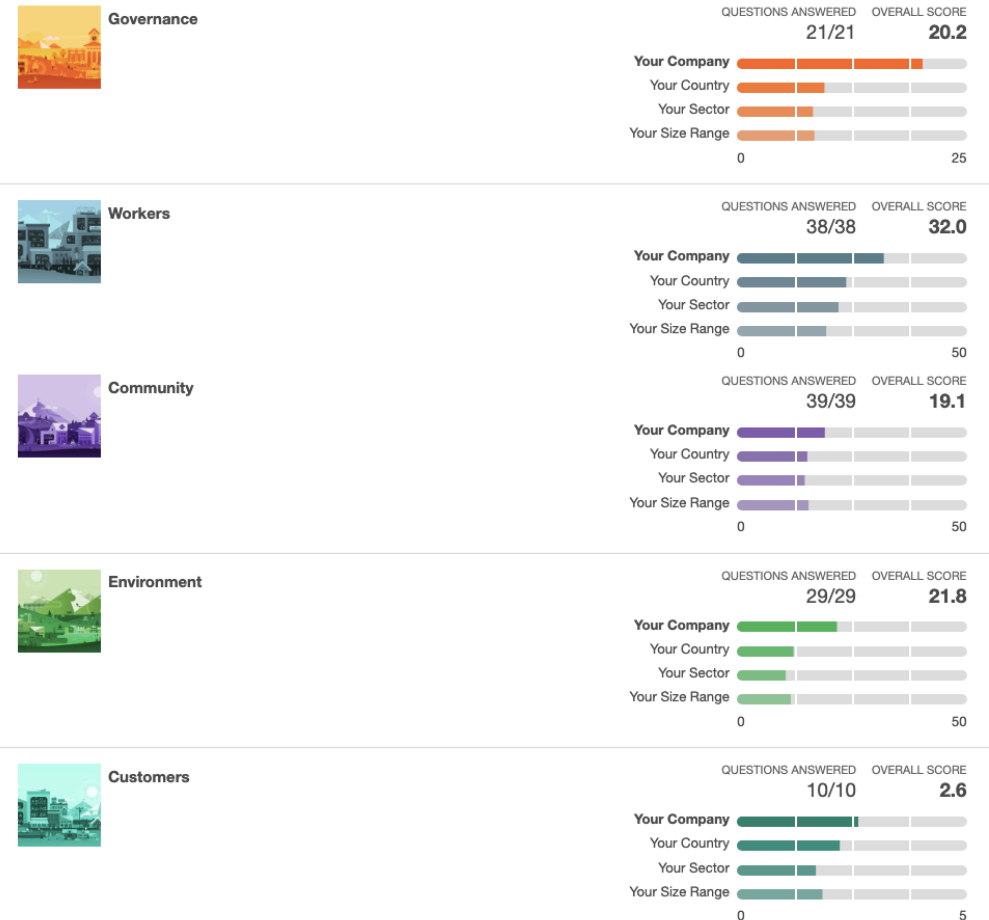 Governance
QUESTIONS ANSWERED OVERALL SCORE
21/21 20.2
Your Company
Your Country
Your Sector
Your Size Range
0 25
Workers
QUESTIONS ANSWERED OVERALL SCORE
38/38 32.0
Your Company
Your Country
Your Sector
Your Size Range
0 50
Community
QUESTIONS ANSWERED OVERALL SCORE
39/39 19.1
Your Company
Your Country
Your Sector
Your Size Range
0 50
Environment
QUESTIONS ANSWERED OVERALL SCORE
29/29 21.8
Your Company
Your Country
Your Sector
Your Size Range
0 50
Customers
QUESTIONS ANSWERED OVERALL SCORE
10/10 2.6
Your Company
Your Country
Your Sector
Your Size Range
0 5